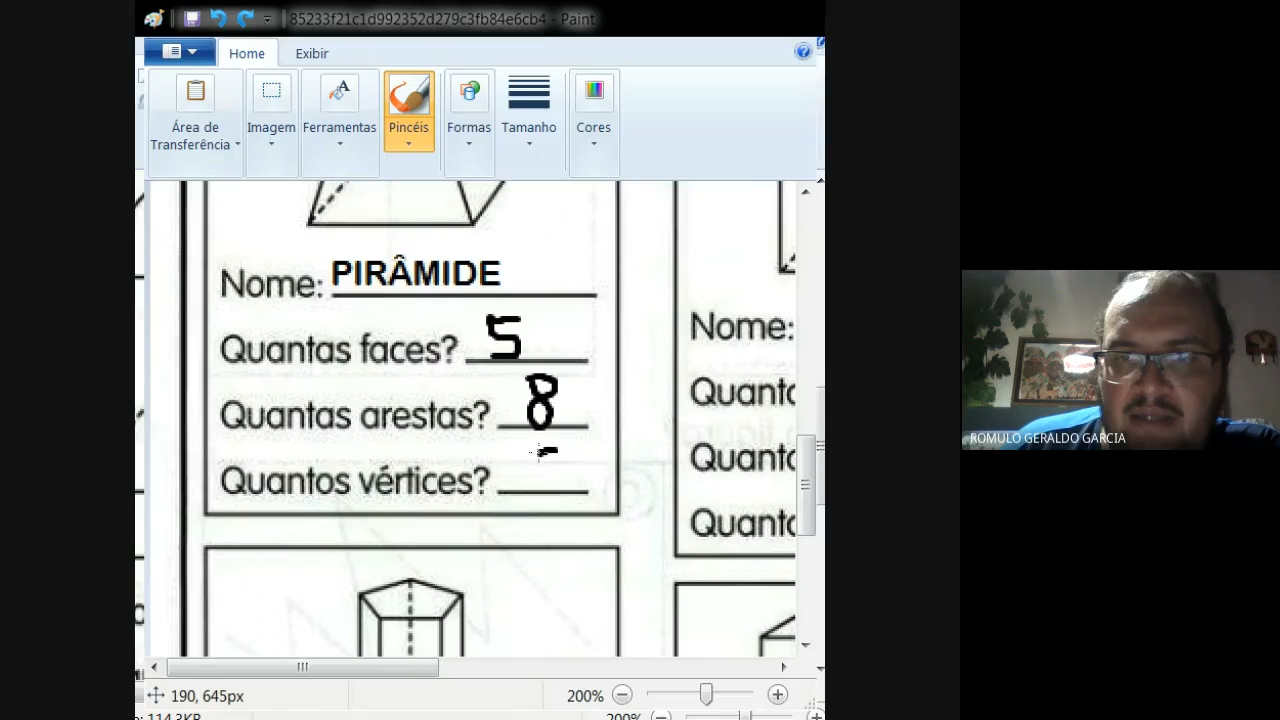 85233f21c1d992352d279c3fb84e6cb4 - Paint
Home Exibir
Área de Transferência
Imagem
Ferramentas
Pincéis
Formas
Tamanho
Cores
Nome: PIRÂMIDE
Quantas faces? 5
Quantas arestas? 8
Quantos vértices?
Nome:
ROMULO GERALDO GARCIA
190, 645px
200%